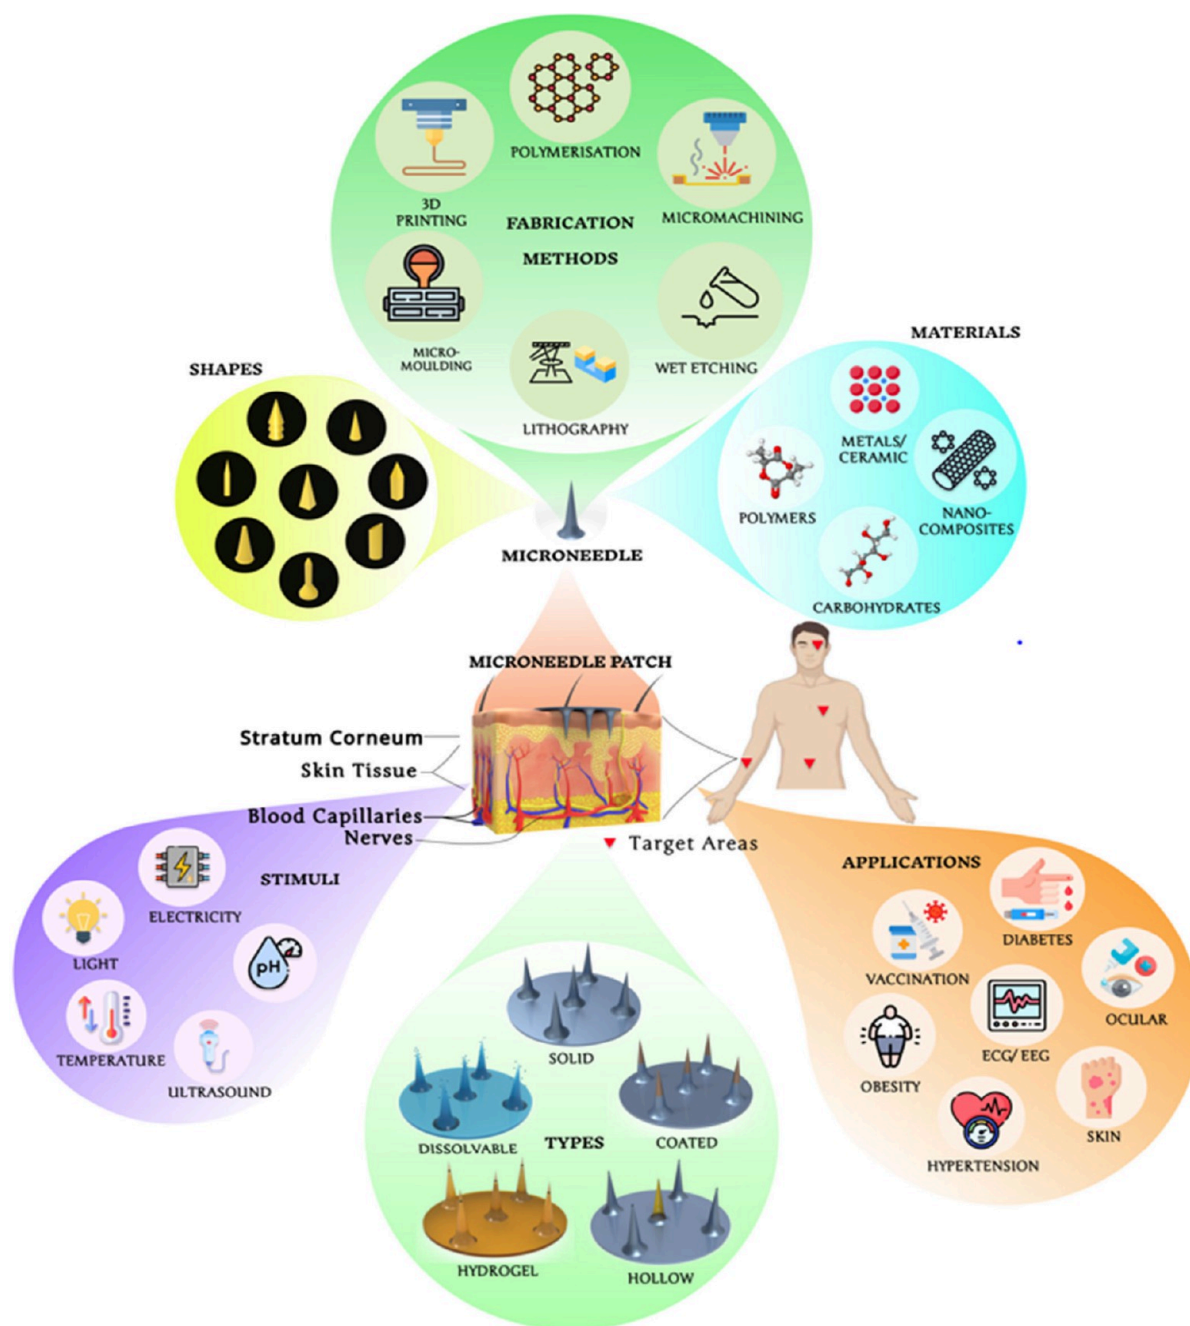 POLYMERISATION
3D
PRINTING
MICROMACHINING
FABRICATION
METHODS
MICRO-
MOULDING
WET ETCHING
LITHOGRAPHY
SHAPES
MATERIALS
METALS/
CERAMIC
POLYMERS
NANO-
COMPOSITES
CARBOHYDRATES
MICRONEEDLE
MICRONEEDLE PATCH
Stratum Corneum
Skin Tissue
Blood Capillaries
Nerves
Target Areas
STIMULI
ELECTRICITY
LIGHT
pH
TEMPERATURE
ULTRASOUND
APPLICATIONS
DIABETES
VACCINATION
OCULAR
ECG/EEG
OBESITY
SKIN
HYPERTENSION
SOLID
DISSOLVABLE
TYPES
COATED
HYDROGEL
HOLLOW